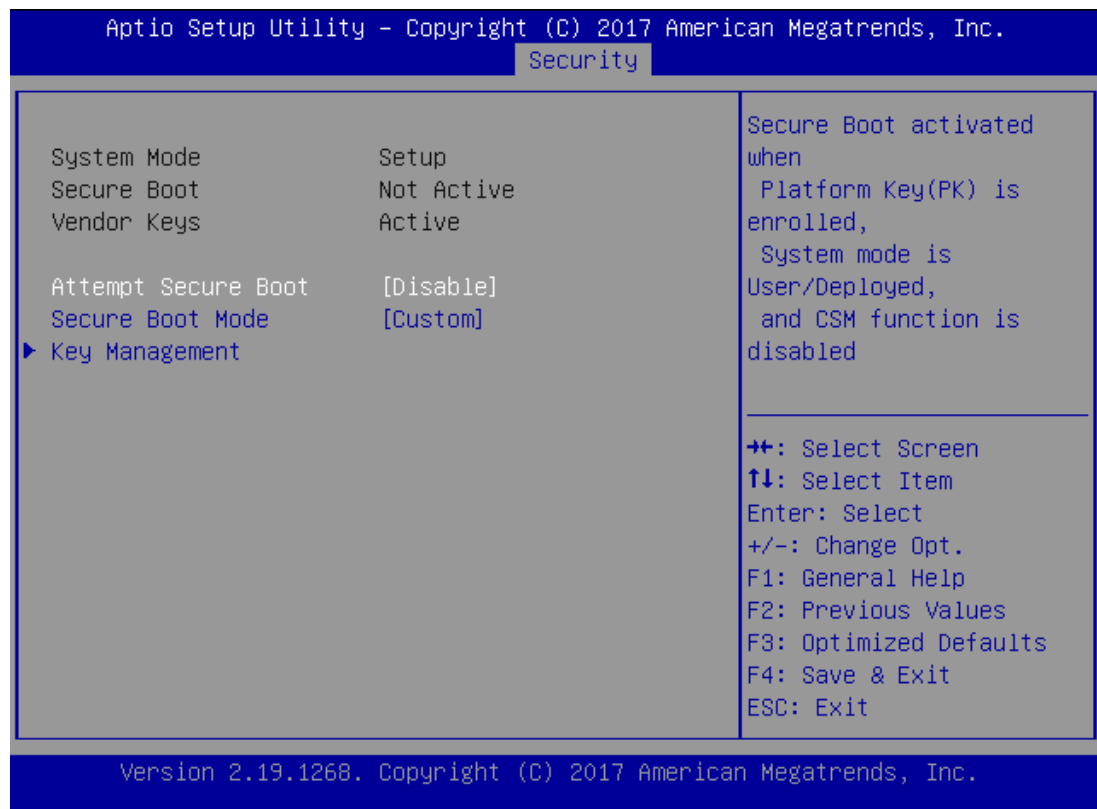 Aptio Setup Utility – Copyright (C) 2017 American Megatrends, Inc.
Security
System Mode Setup
Secure Boot Not Active
Vendor Keys Active
Attempt Secure Boot [Disable]
Secure Boot Mode [Custom]
▶ Key Management
Secure Boot activated
when
Platform Key(PK) is
enrolled,
System mode is
User/Deployed,
and CSM function is
disabled
→←: Select Screen
↑↓: Select Item
Enter: Select
+/-: Change Opt.
F1: General Help
F2: Previous Values
F3: Optimized Defaults
F4: Save & Exit
ESC: Exit
Version 2.19.1268. Copyright (C) 2017 American Megatrends, Inc.